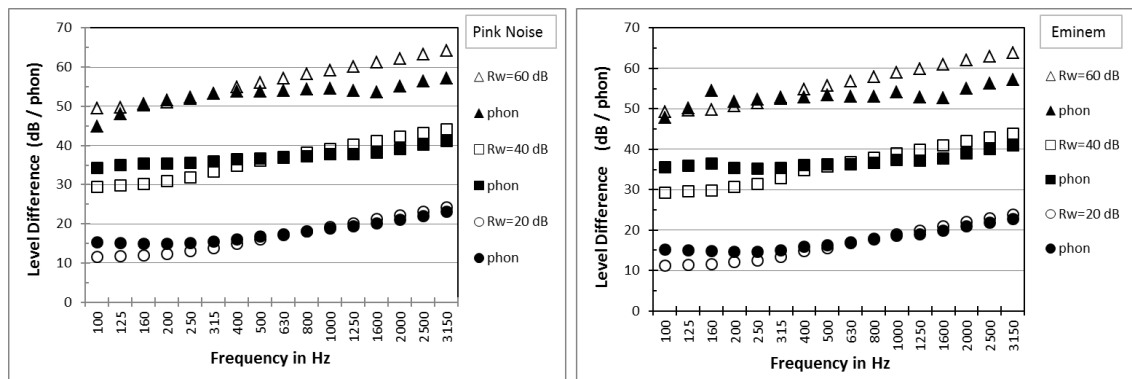 Pink Noise
Level Difference (dB / phon)
70
60
50
40
30
20
10
0
100
125
160
200
250
315
400
500
630
800
1000
1250
1600
2000
2500
3150
Frequency in Hz
Rw=60 dB
phon
Rw=40 dB
phon
Rw=20 dB
phon
Eminem
Level Difference (dB / phon)
70
60
50
40
30
20
10
0
100
125
160
200
250
315
400
500
630
800
1000
1250
1600
2000
2500
3150
Frequency in Hz
Rw=60 dB
phon
Rw=40 dB
phon
Rw=20 dB
phon